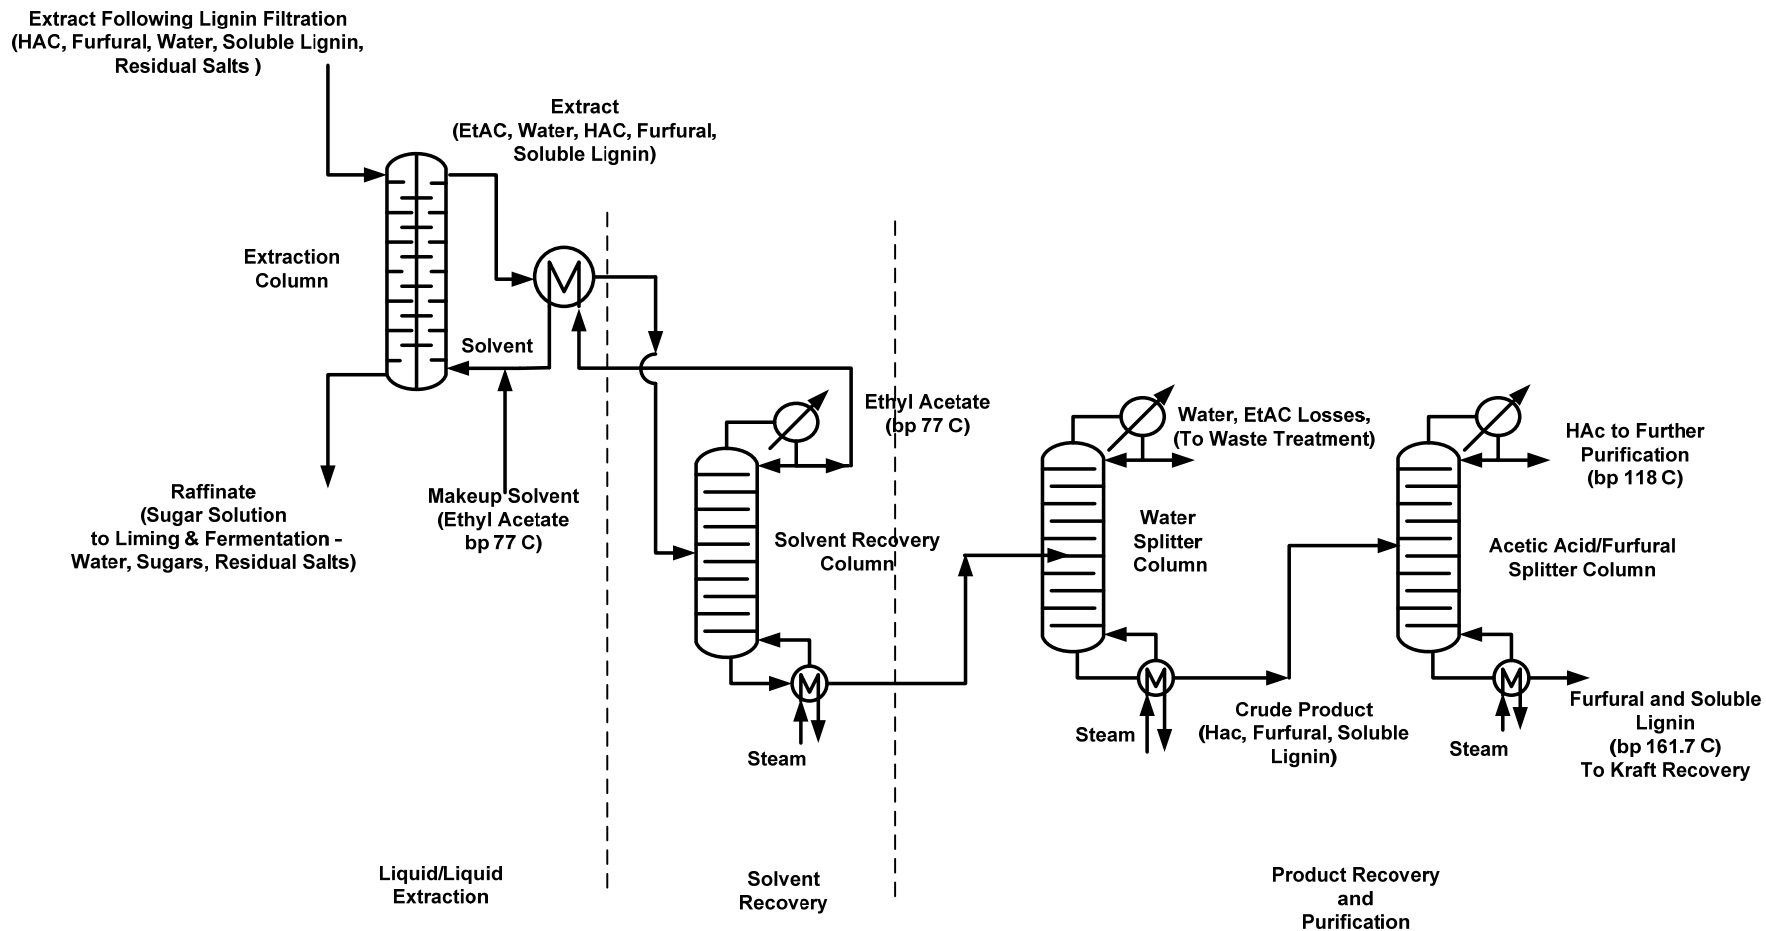 Extract Following Lignin Filtration
(HAC, Furfural, Water, Soluble Lignin,
Residual Salts )
Extract
(EtAC, Water, HAC, Furfural,
Soluble Lignin)
Extraction
Column
Solvent
Raffinate
(Sugar Solution
to Liming & Fermentation –
Water, Sugars, Residual Salts)
Makeup Solvent
(Ethyl Acetate
bp 77 C)
Ethyl Acetate
(bp 77 C)
Solvent Recovery
Column
Steam
Water, EtAC Losses,
(To Waste Treatment)
Water
Splitter
Column
Steam
Crude Product
(Hac, Furfural, Soluble
Lignin)
HAc to Further
Purification
(bp 118 C)
Acetic Acid/Furfural
Splitter Column
Steam
Furfural and Soluble
Lignin
(bp 161.7 C)
To Kraft Recovery
Liquid/Liquid
Extraction
Solvent
Recovery
Product Recovery
and
Purification